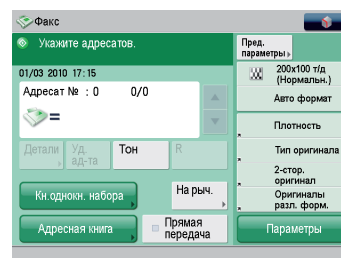 Факс
Укажите адресатов.
Пред.
параметры
01/03 2010 17:15
200x100 т/д
(Нормальн.)
Адресат № : 0 0/0
Авто формат
=
Плотность
Детали
Уд.
ад-та
Тон
R
Тип оригинала
2-стор.
оригинал
Кн.однокн. набора
На рыч.
Оригиналы
разл. форм.
Адресная книга
Прямая
передача
Параметры